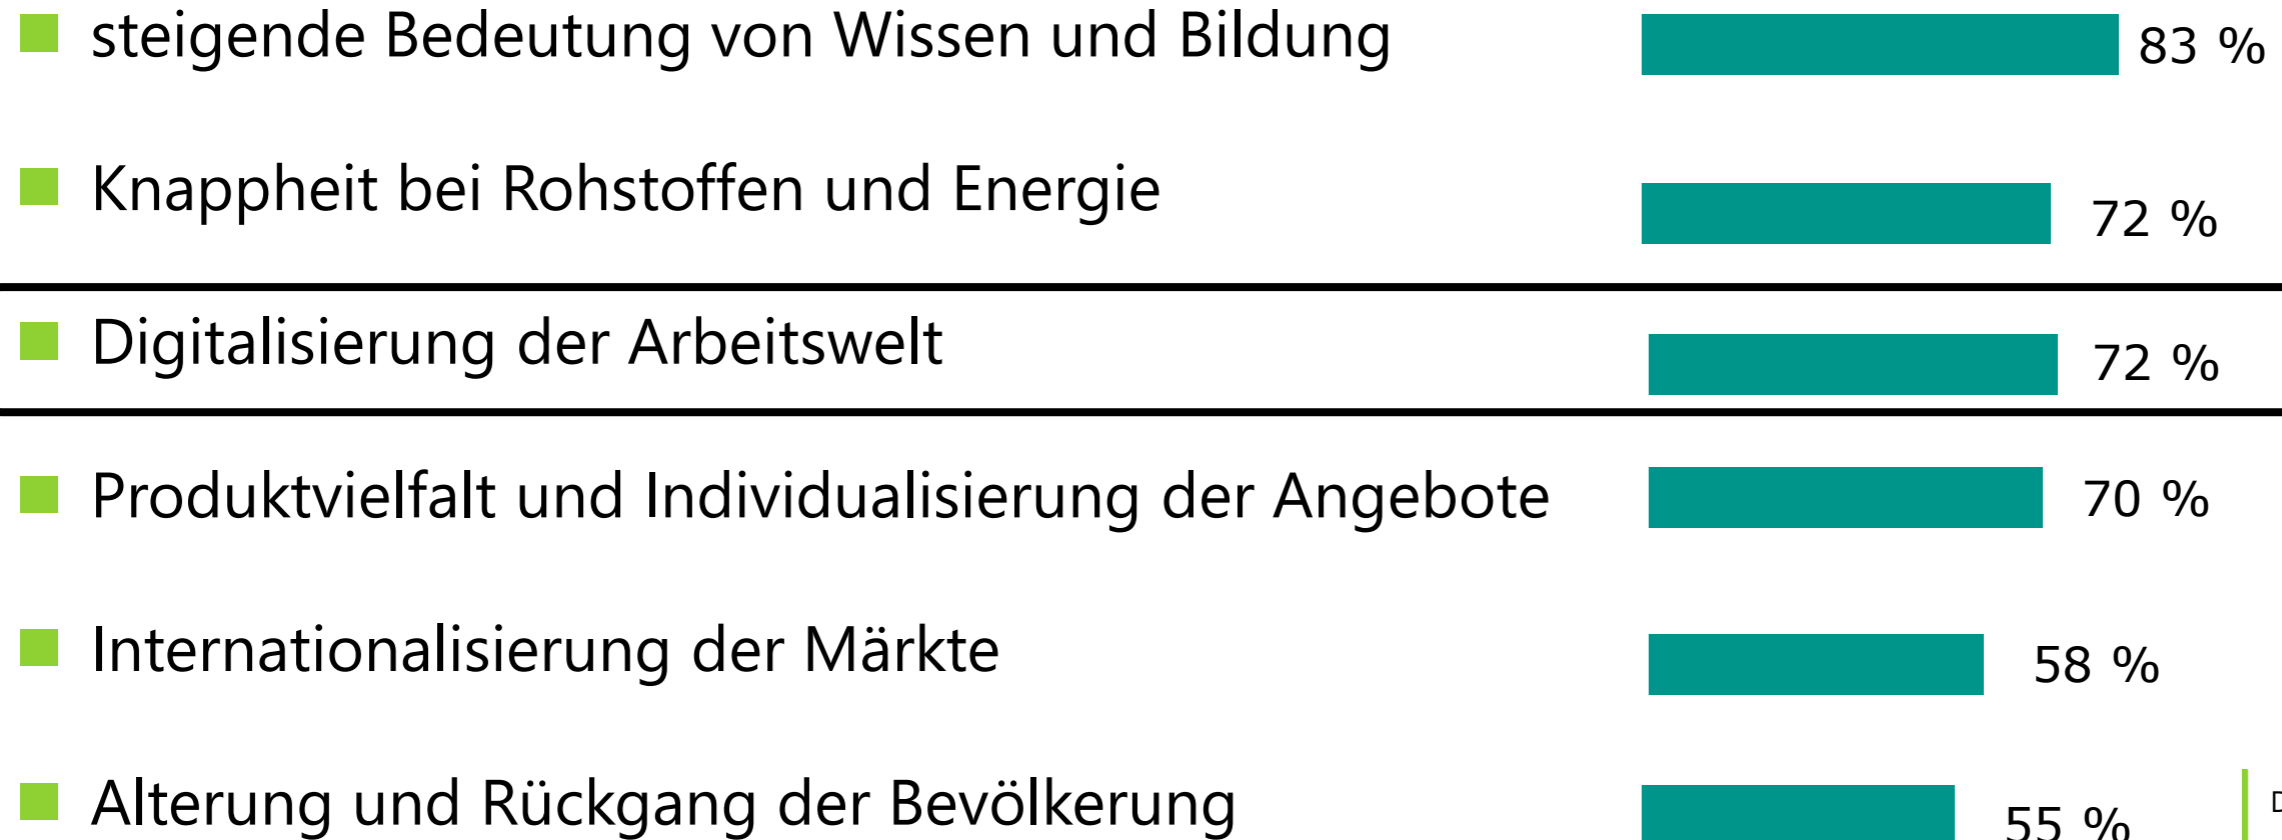 steigende Bedeutung von Wissen und Bildung 83 %
Knappheit bei Rohstoffen und Energie 72 %
Digitalisierung der Arbeitswelt 72 %
Produktvielfalt und Individualisierung der Angebote 70 %
Internationalisierung der Märkte 58 %
Alterung und Rückgang der Bevölkerung 55 %